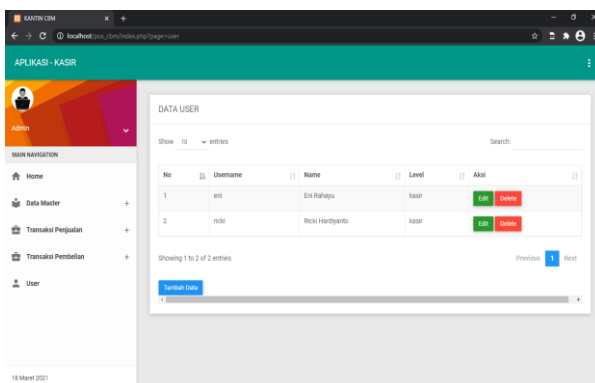 KANTIN CBM
localhost/pos_cbm/index.php?page=user
APLIKASI - KASIR
Admin
MAIN NAVIGATION
Home
Data Master +
Transaksi Penjualan +
Transaksi Pembelian +
User
18 Maret 2021
DATA USER
Show 10 entries
Search:
No Username Name Level Aksi
1 eni Eni Rahayu kasir Edit Delete
2 ricki Ricki Hardiyanto kasir Edit Delete
Showing 1 to 2 of 2 entries
Previous 1 Next
Tambah Data